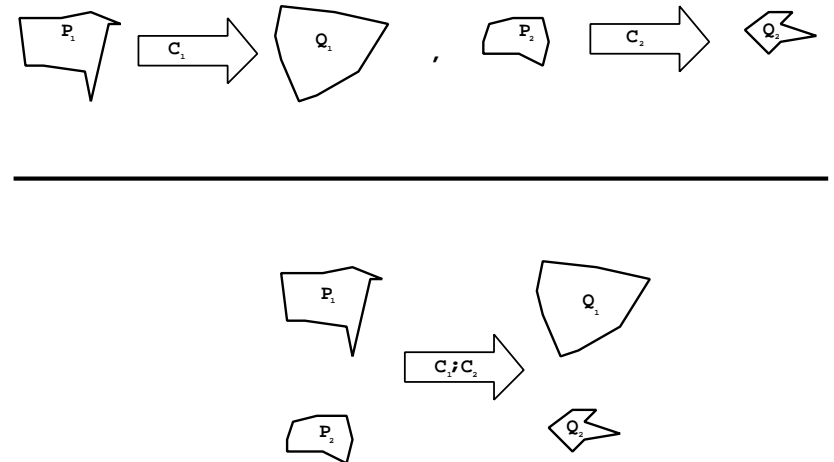 P₁ C₁ Q₁ , P₂ C₂ Q₂
P₁ Q₁
C₁;C₂
P₂ Q₂